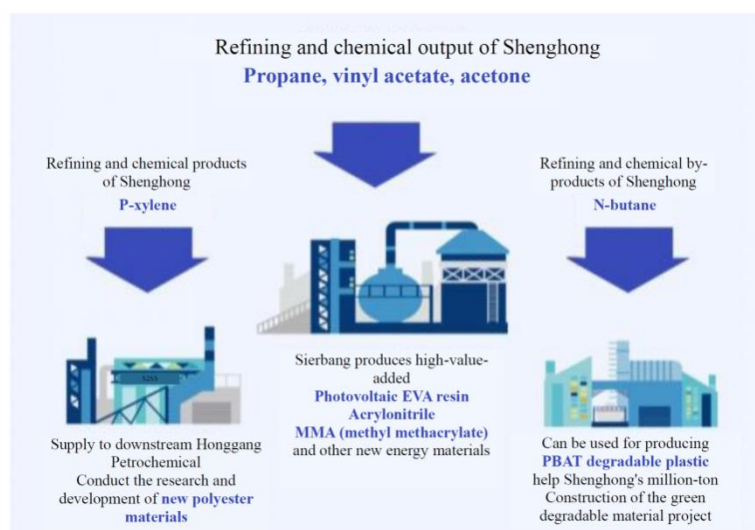 Refining and chemical output of Shenghong
Propane, vinyl acetate, acetone
Refining and chemical products
of Shenghong
P-xylene
Refining and chemical by-
products of Shenghong
N-butane
Supply to downstream Honggang
Petrochemical
Conduct the research and
development of new polyester
materials
Sierbang produces high-value-
added
Photovoltaic EVA resin
Acrylonitrile
MMA (methyl methacrylate)
and other new energy materials
Can be used for producing
PBAT degradable plastic
help Shenghong's million-ton
Construction of the green
degradable material project